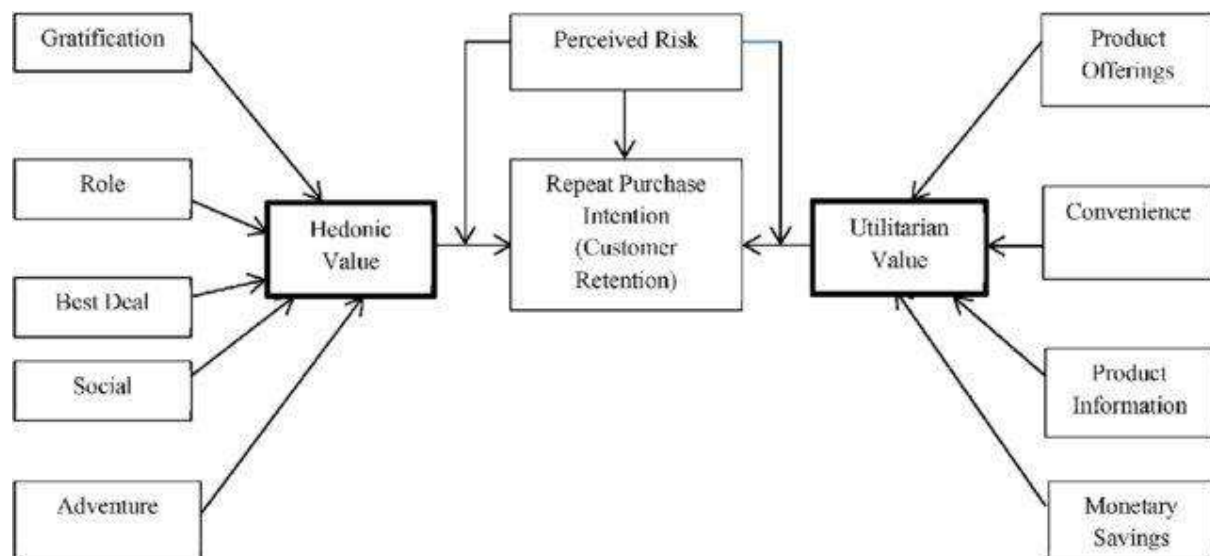 Gratification
Role
Best Deal
Social
Adventure
Hedonic
Value
Perceived Risk
Repeat Purchase
Intention
(Customer
Retention)
Utilitarian
Value
Product
Offerings
Convenience
Product
Information
Monetary
Savings